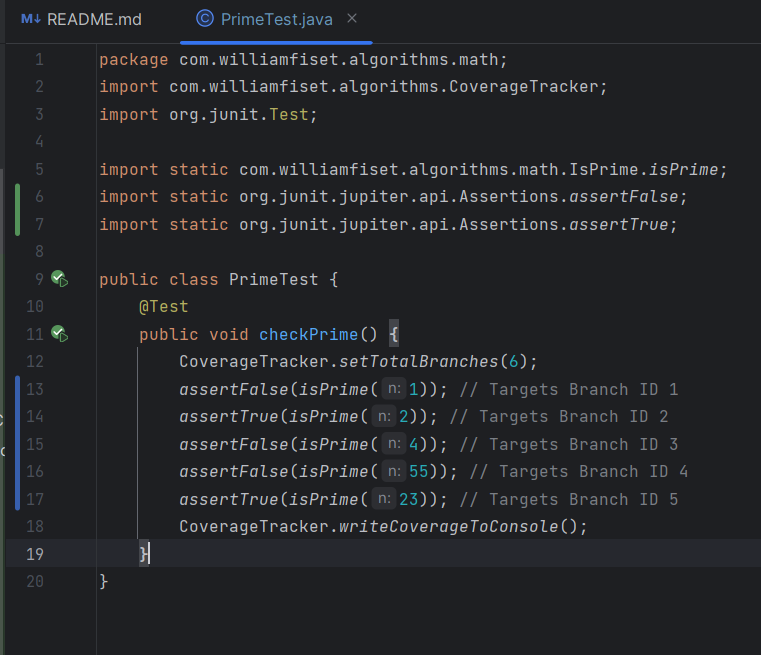 M↓ README.md
C PrimeTest.java ×
1 package com.williamfiset.algorithms.math;
2 import com.williamfiset.algorithms.CoverageTracker;
3 import org.junit.Test;
4
5 import static com.williamfiset.algorithms.math.IsPrime.isPrime;
6 import static org.junit.jupiter.api.Assertions.assertFalse;
7 import static org.junit.jupiter.api.Assertions.assertTrue;
8
9 public class PrimeTest {
10 @Test
11 public void checkPrime() {
12 CoverageTracker.setTotalBranches(6);
13 assertFalse(isPrime( n: 1)); // Targets Branch ID 1
14 assertTrue(isPrime( n: 2)); // Targets Branch ID 2
15 assertFalse(isPrime( n: 4)); // Targets Branch ID 3
16 assertFalse(isPrime( n: 55)); // Targets Branch ID 4
17 assertTrue(isPrime( n: 23)); // Targets Branch ID 5
18 CoverageTracker.writeCoverageToConsole();
19 }
20 }